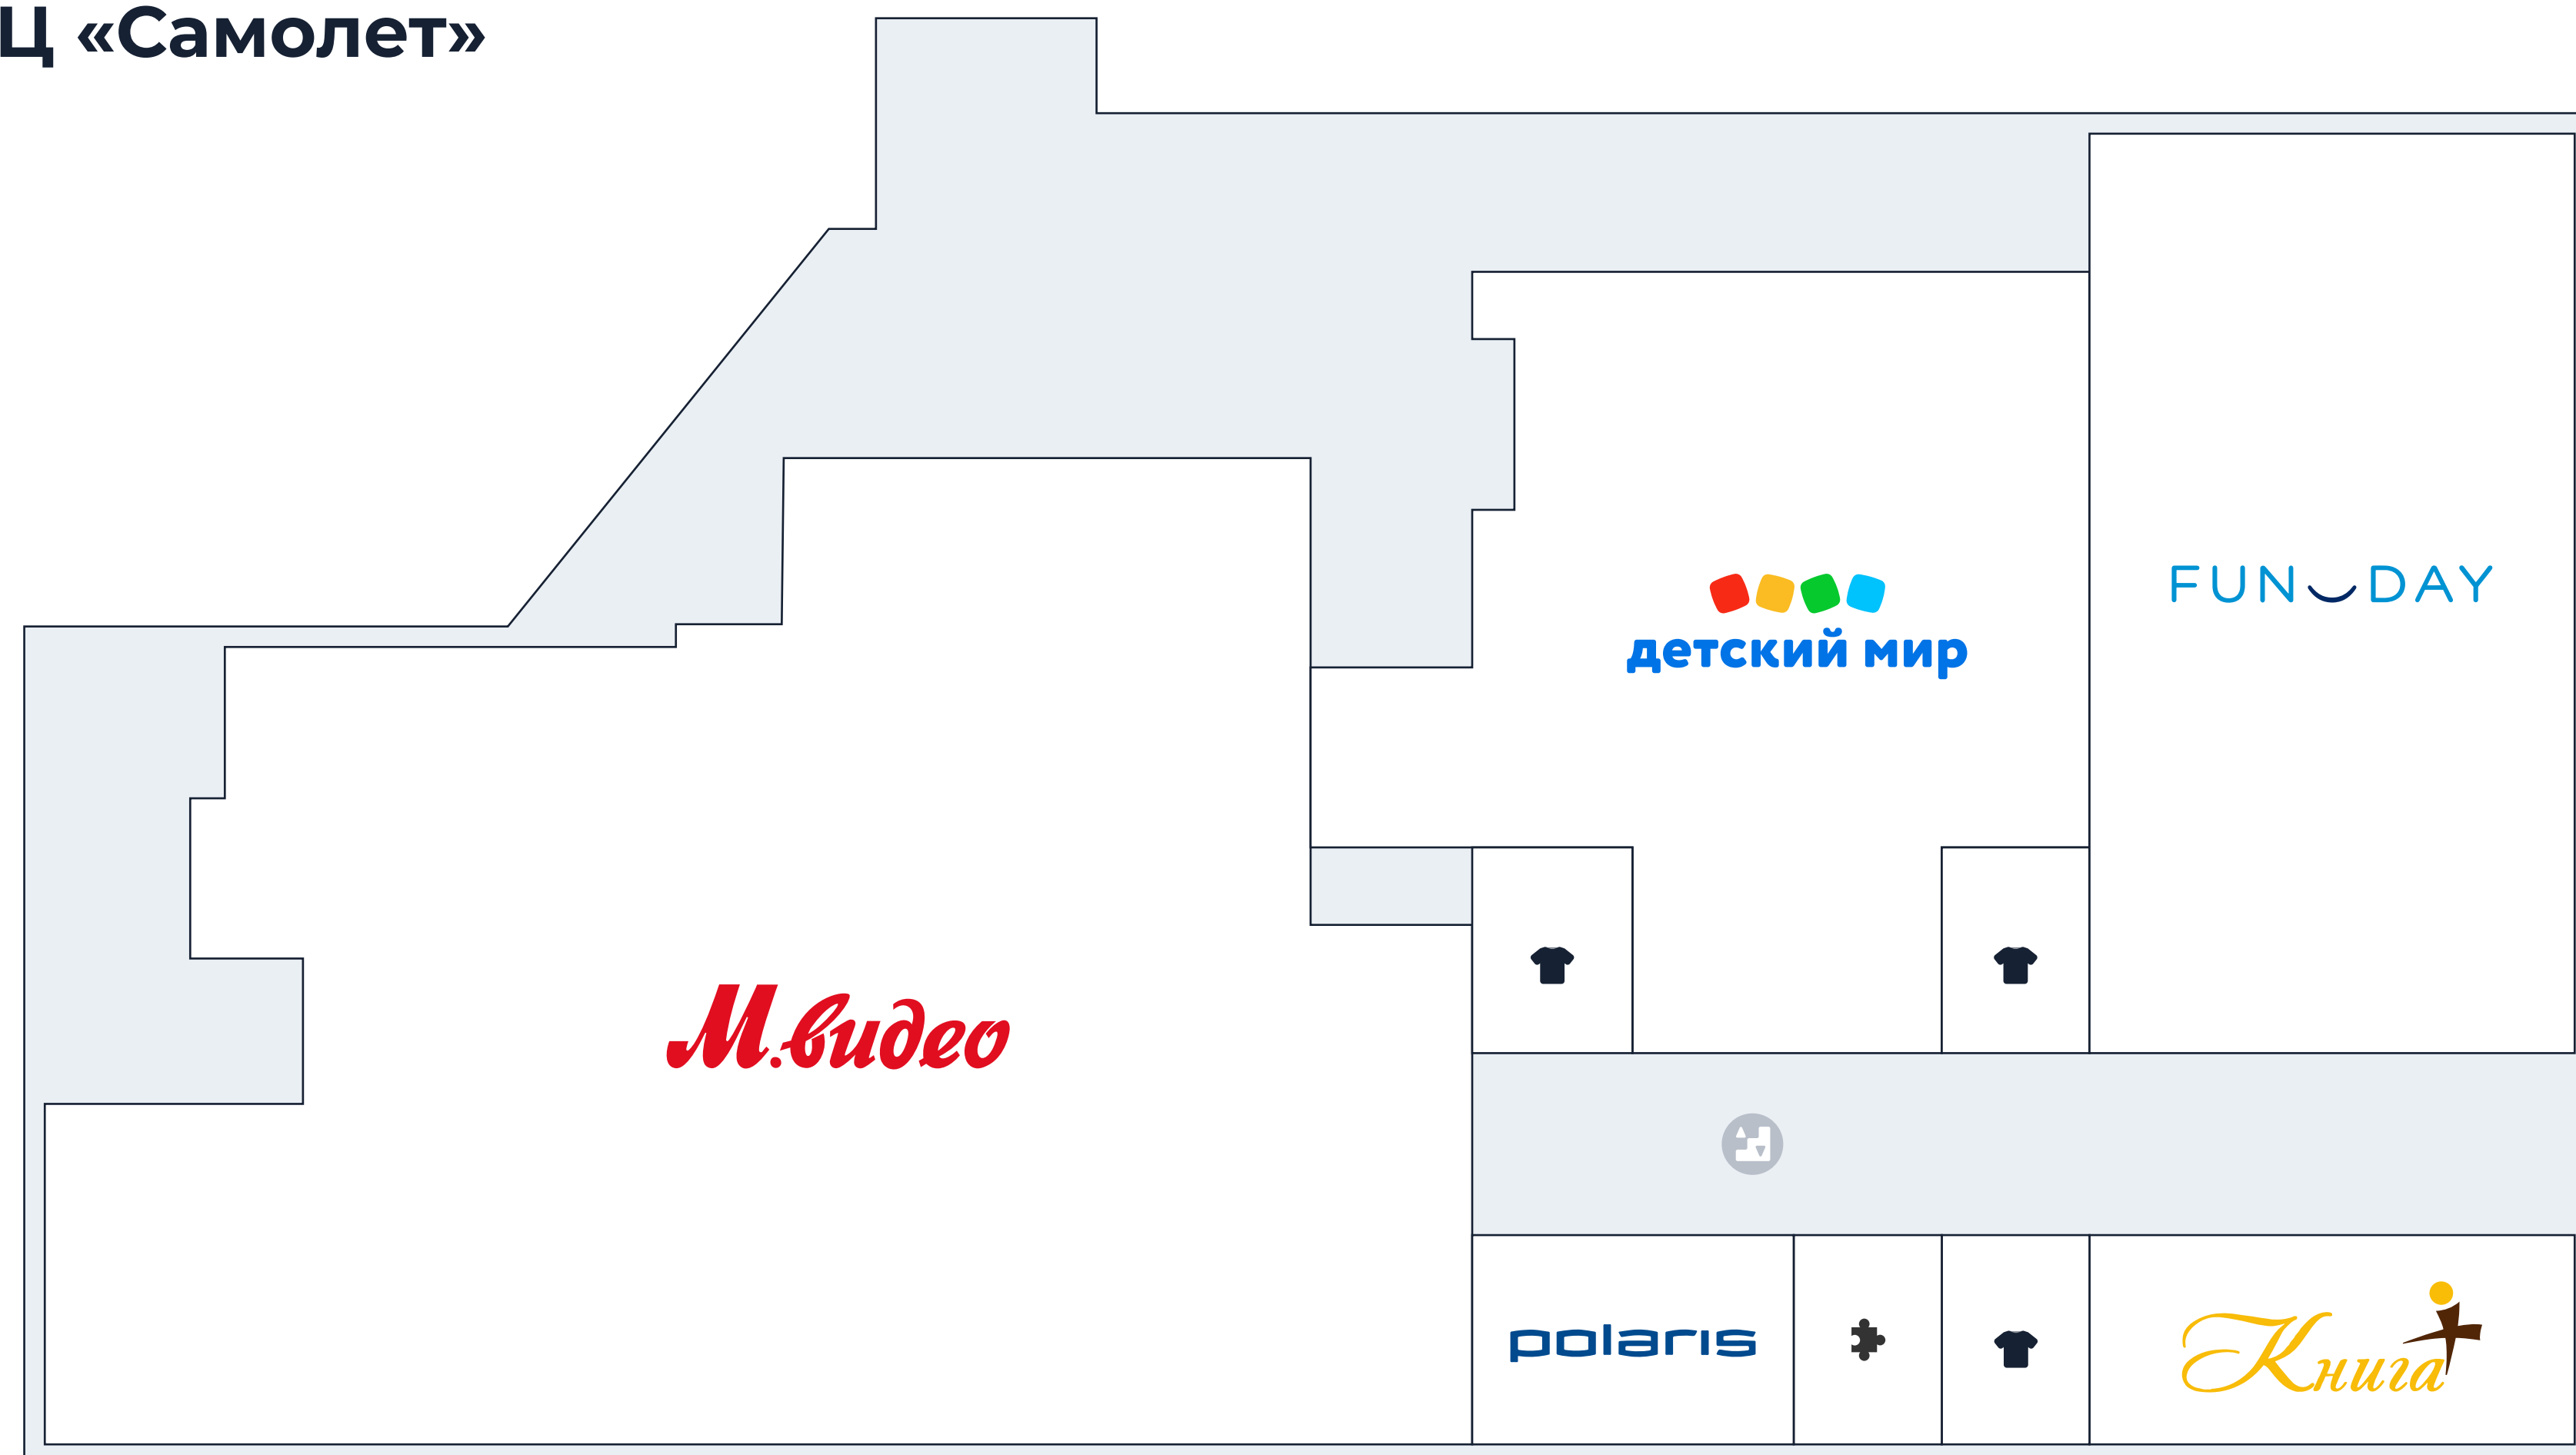 Ц «Самолет»
FUN DAY
детский мир
М.видео
polaris
Книга